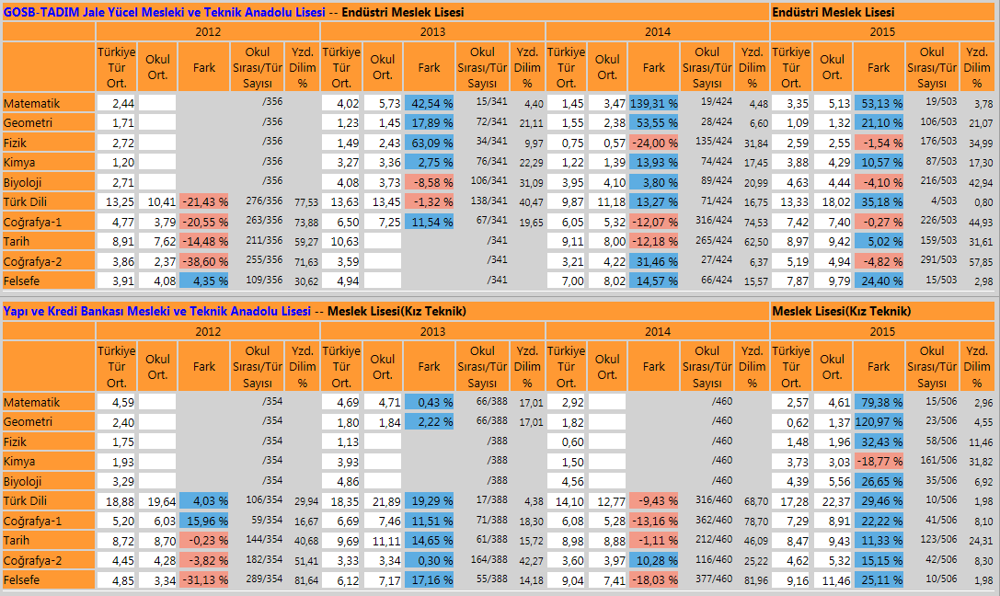 GOSB-TADIM Jale Yücel Mesleki ve Teknik Anadolu Lisesi -- Endüstri Meslek Lisesi Endüstri Meslek Lisesi
2012 2013 2014 2015
Türkiye Tür Ort. Okul Ort. Fark Okul Sırası/Tür Sayısı Yzd. Dilim % Türkiye Tür Ort. Okul Ort. Fark Okul Sırası/Tür Sayısı Yzd. Dilim % Türkiye Tür Ort. Okul Ort. Fark Okul Sırası/Tür Sayısı Yzd. Dilim % Türkiye Tür Ort. Okul Ort. Fark Okul Sırası/Tür Sayısı Yzd. Dilim %
Matematik 2,44 /356 4,02 5,73 42,54 % 15/341 4,40 1,45 3,47 139,31 % 19/424 4,48 3,35 5,13 53,13 % 19/503 3,78
Geometri 1,71 /356 1,23 1,45 17,89 % 72/341 21,11 1,55 2,38 53,55 % 28/424 6,60 1,09 1,32 21,10 % 106/503 21,07
Fizik 2,72 /356 1,49 2,43 63,09 % 34/341 9,97 0,75 0,57 -24,00 % 135/424 31,84 2,59 2,55 -1,54 % 176/503 34,99
Kimya 1,20 /356 3,27 3,36 2,75 % 76/341 22,29 1,22 1,39 13,93 % 74/424 17,45 3,88 4,29 10,57 % 87/503 17,30
Biyoloji 2,71 /356 4,08 3,73 -8,58 % 106/341 31,09 3,95 4,10 3,80 % 89/424 20,99 4,63 4,44 -4,10 % 216/503 42,94
Türk Dili 13,25 10,41 -21,43 % 276/356 77,53 13,63 13,45 -1,32 % 138/341 40,47 9,87 11,18 13,27 % 71/424 16,75 13,33 18,02 35,18 % 4/503 0,80
Coğrafya-1 4,77 3,79 -20,55 % 263/356 73,88 6,50 7,25 11,54 % 67/341 19,65 6,05 5,32 -12,07 % 316/424 74,53 7,42 7,40 -0,27 % 226/503 44,93
Tarih 8,91 7,62 -14,48 % 211/356 59,27 10,63 /341 9,11 8,00 -12,18 % 265/424 62,50 8,97 9,42 5,02 % 159/503 31,61
Coğrafya-2 3,86 2,37 -38,60 % 255/356 71,63 3,59 /341 3,21 4,22 31,46 % 27/424 6,37 5,19 4,94 -4,82 % 291/503 57,85
Felsefe 3,91 4,08 4,35 % 109/356 30,62 4,94 /341 7,00 8,02 14,57 % 66/424 15,57 7,87 9,79 24,40 % 15/503 2,98
Yapı ve Kredi Bankası Mesleki ve Teknik Anadolu Lisesi -- Meslek Lisesi(Kız Teknik) Meslek Lisesi(Kız Teknik)
2012 2013 2014 2015
Türkiye Tür Ort. Okul Ort. Fark Okul Sırası/Tür Sayısı Yzd. Dilim % Türkiye Tür Ort. Okul Ort. Fark Okul Sırası/Tür Sayısı Yzd. Dilim % Türkiye Tür Ort. Okul Ort. Fark Okul Sırası/Tür Sayısı Yzd. Dilim % Türkiye Tür Ort. Okul Ort. Fark Okul Sırası/Tür Sayısı Yzd. Dilim %
Matematik 4,59 /354 4,69 4,71 0,43 % 66/388 17,01 2,92 /460 2,57 4,61 79,38 % 15/506 2,96
Geometri 2,40 /354 1,80 1,84 2,22 % 66/388 17,01 1,82 /460 0,62 1,37 120,97 % 23/506 4,55
Fizik 1,75 /354 1,13 /388 0,60 /460 1,48 1,96 32,43 % 58/506 11,46
Kimya 1,93 /354 3,93 /388 1,50 /460 3,73 3,03 -18,77 % 161/506 31,82
Biyoloji 3,29 /354 4,86 /388 4,56 /460 4,39 5,56 26,65 % 35/506 6,92
Türk Dili 18,88 19,64 4,03 % 106/354 29,94 18,35 21,89 19,29 % 17/388 4,38 14,10 12,77 -9,43 % 316/460 68,70 17,28 22,37 29,46 % 10/506 1,98
Coğrafya-1 5,20 6,03 15,96 % 59/354 16,67 6,69 7,46 11,51 % 71/388 18,30 6,08 5,28 -13,16 % 362/460 78,70 7,29 8,91 22,22 % 41/506 8,10
Tarih 8,72 8,70 -0,23 % 144/354 40,68 9,69 11,11 14,65 % 61/388 15,72 8,98 8,88 -1,11 % 212/460 46,09 8,47 9,43 11,33 % 123/506 24,31
Coğrafya-2 4,45 4,28 -3,82 % 182/354 51,41 3,33 3,34 0,30 % 164/388 42,27 3,60 3,97 10,28 % 116/460 25,22 4,62 5,32 15,15 % 42/506 8,30
Felsefe 4,85 3,34 -31,13 % 289/354 81,64 6,12 7,17 17,16 % 55/388 14,18 9,04 7,41 -18,03 % 377/460 81,96 9,16 11,46 25,11 % 10/506 1,98